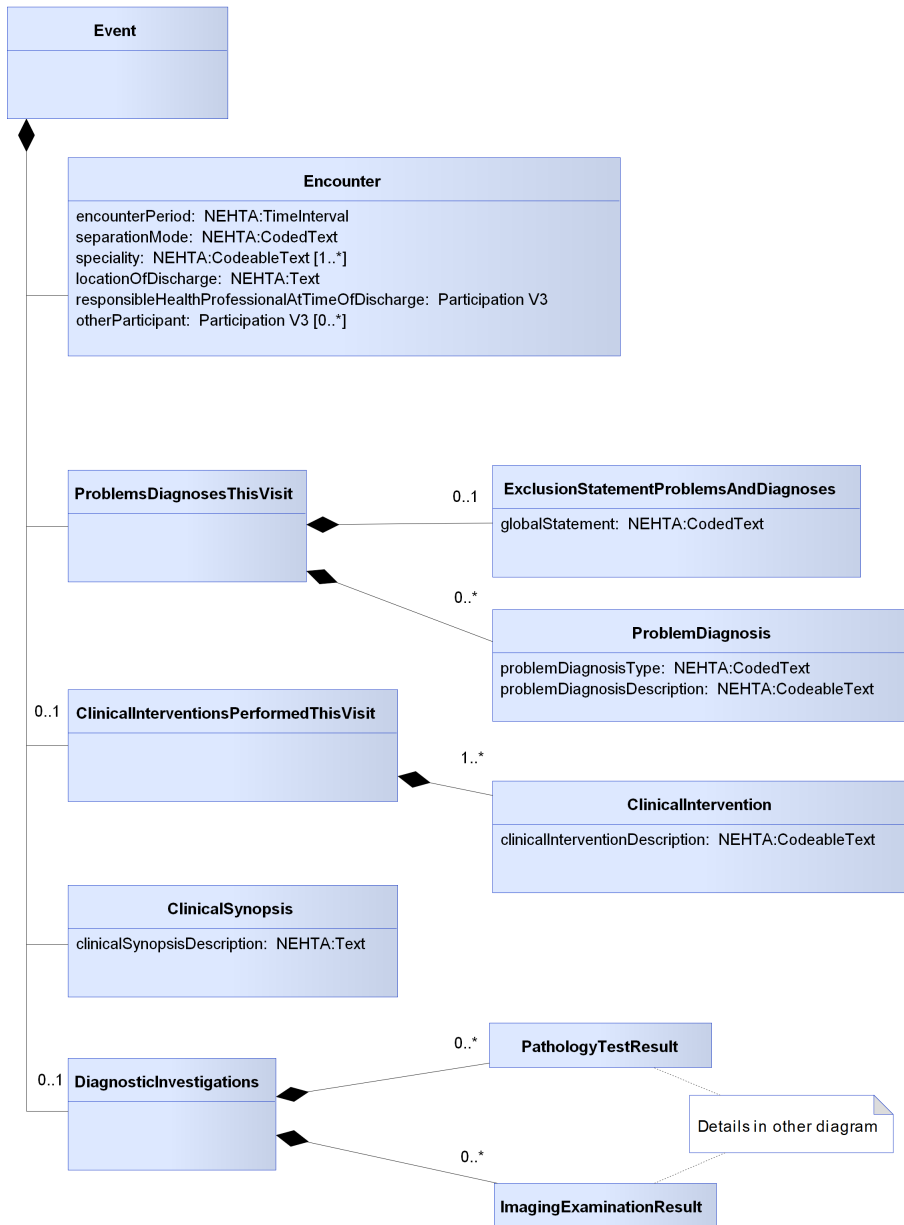 Event
Encounter
encounterPeriod:  NEHTA:TimeInterval
separationMode:  NEHTA:CodedText
speciality:  NEHTA:CodeableText [1..*]
locationOfDischarge:  NEHTA:Text
responsibleHealthProfessionalAtTimeOfDischarge:  Participation V3
otherParticipant:  Participation V3 [0..*]
ProblemsDiagnosesThisVisit
0..1
ExclusionStatementProblemsAndDiagnoses
globalStatement:  NEHTA:CodedText
0..*
ProblemDiagnosis
problemDiagnosisType:  NEHTA:CodedText
problemDiagnosisDescription:  NEHTA:CodeableText
0..1
ClinicalInterventionsPerformedThisVisit
1..*
ClinicalIntervention
clinicalInterventionDescription:  NEHTA:CodeableText
ClinicalSynopsis
clinicalSynopsisDescription:  NEHTA:Text
0..1
DiagnosticInvestigations
0..*
PathologyTestResult
Details in other diagram
0..*
ImagingExaminationResult